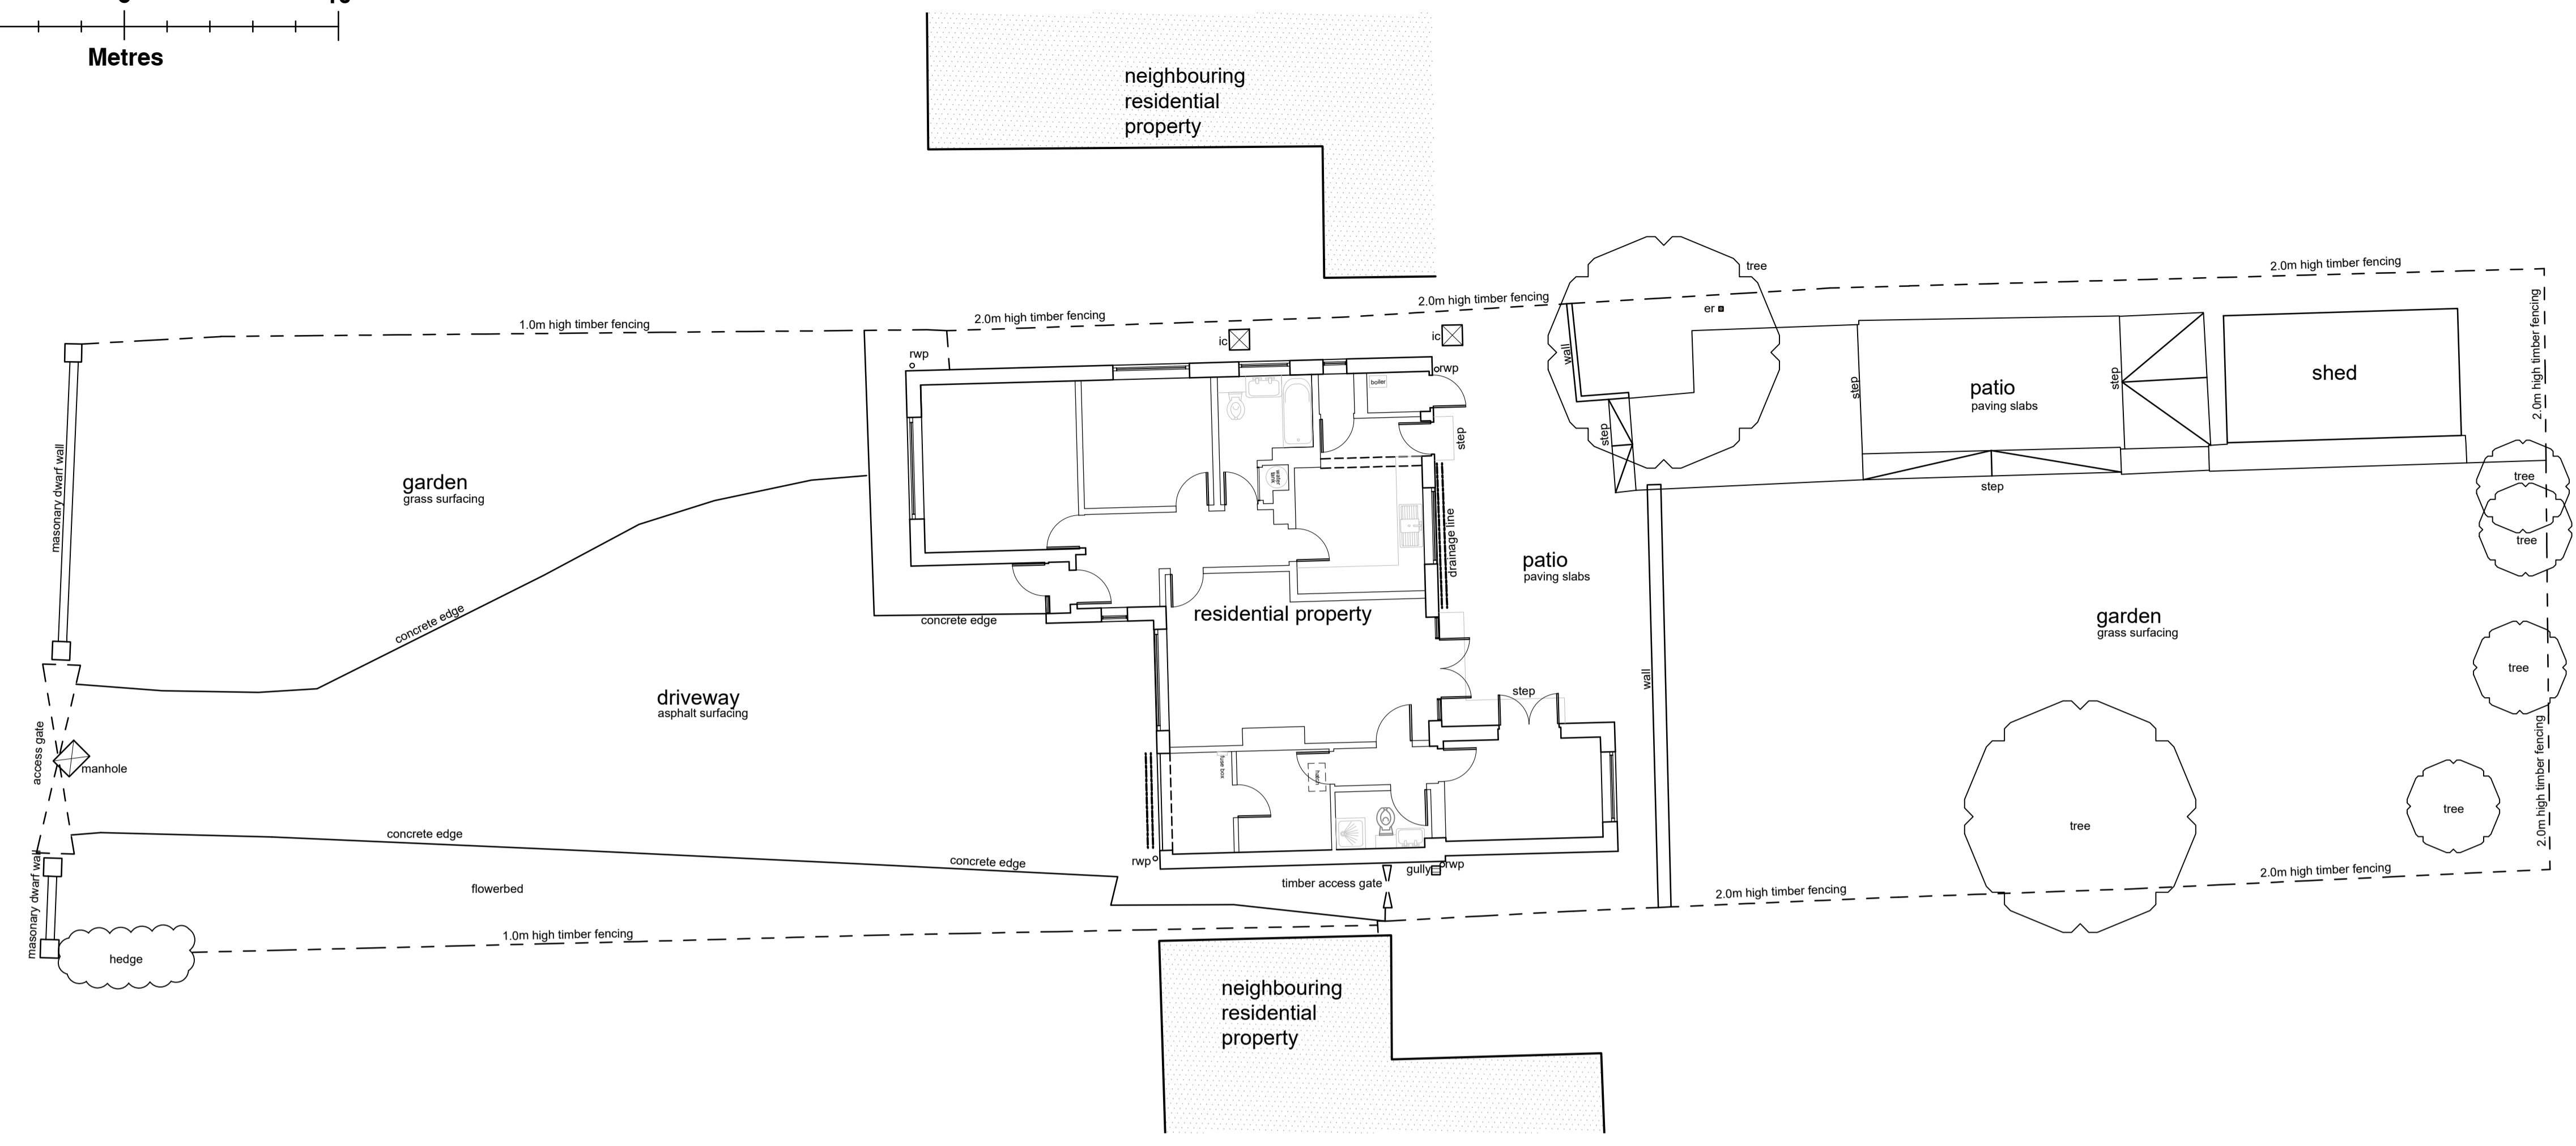 Metres
neighbouring
residential
property
tree
2.0m high timber fencing
2.0m high timber fencing
2.0m high timber fencing
1.0m high timber fencing
er
ic
ic
rwp
rwp
boiler
wall
step
step
step
step
patio
paving slabs
shed
2.0m high timber fencing
masonary dwarf wall
garden
grass surfacing
water
tank
drainage line
step
tree
tree
concrete edge
concrete edge
residential property
patio
paving slabs
garden
grass surfacing
wall
tree
step
driveway
asphalt surfacing
access gate
manhole
fuse box
hatch
tree
tree
2.0m high timber fencing
concrete edge
concrete edge
rwp
gully
rwp
timber access gate
flowerbed
masonary dwarf wall
2.0m high timber fencing
2.0m high timber fencing
1.0m high timber fencing
hedge
neighbouring
residential
property